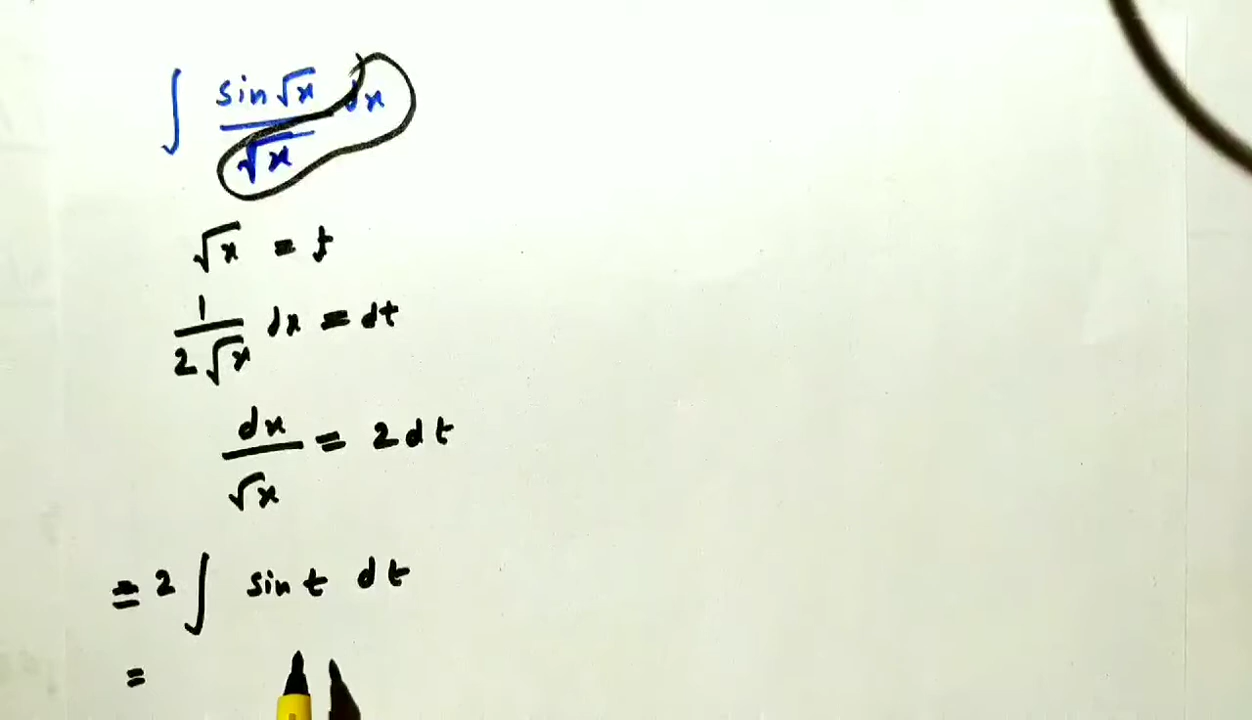 ∫ sin√x / √x dx
√x = t
1 / 2√x dx = dt
dx / √x = 2dt
= 2 ∫ sin t dt
=